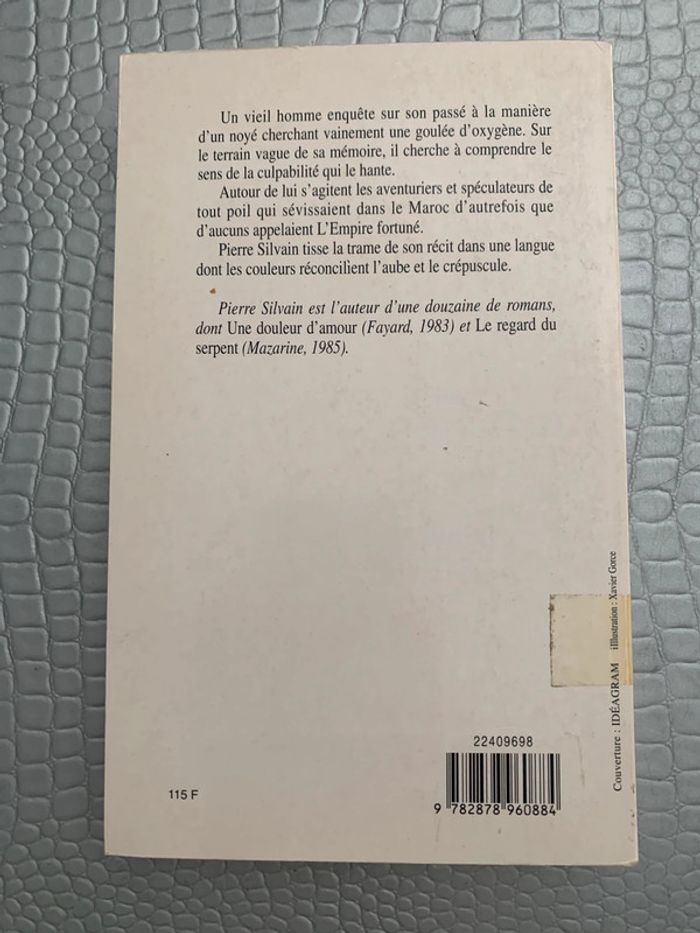 Un vieil homme enquête sur son passé à la manière
d'un noyé cherchant vainement une goulée d'oxygène. Sur
le terrain vague de sa mémoire, il cherche à comprendre le
sens de la culpabilité qui le hante.
Autour de lui s'agitent les aventuriers et spéculateurs de
tout poil qui sévissaient dans le Maroc d'autrefois que
d'aucuns appelaient L'Empire fortuné.
Pierre Silvain tisse la trame de son récit dans une langue
dont les couleurs réconcilient l'aube et le crépuscule.
Pierre Silvain est l'auteur d'une douzaine de romans,
dont Une douleur d'amour (Fayard, 1983) et Le regard du
serpent (Mazarine, 1985).
Couverture : IDÉAGRAM illlustration : Xavier Gorce
22409698
9 782878 960884
115 F